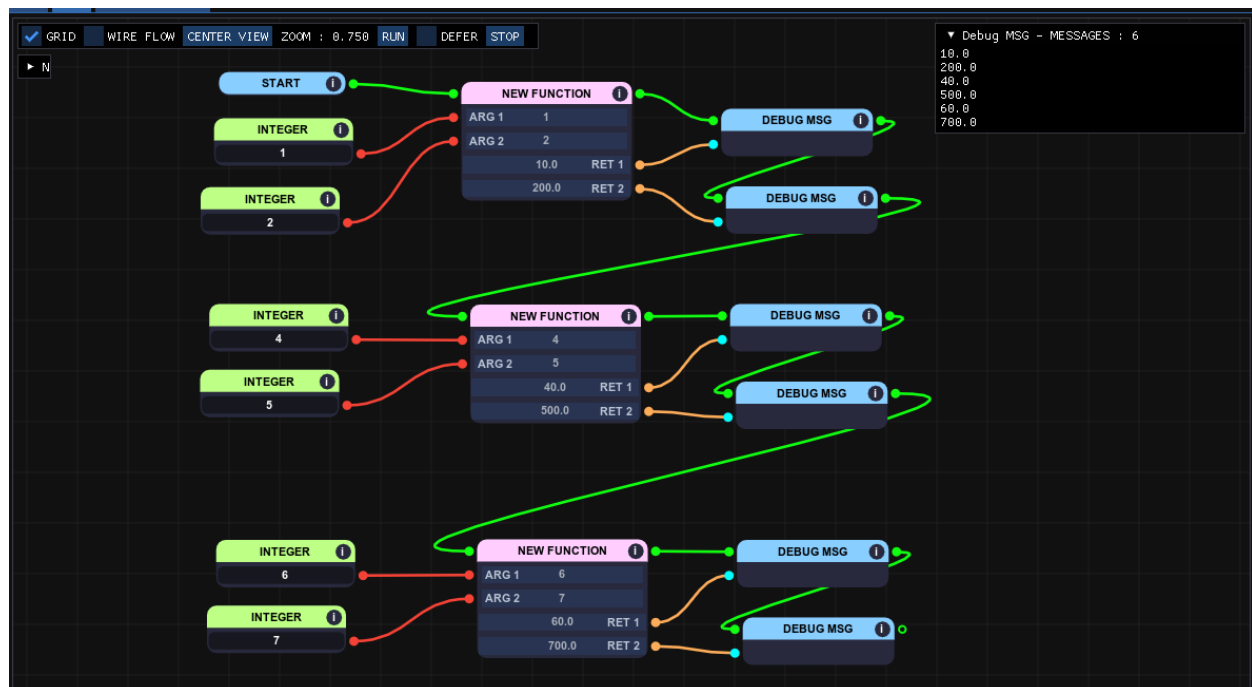 GRID WIRE FLOW CENTER VIEW ZOOM : 0.750 RUN DEFER STOP
▶ N
▼ Debug MSG - MESSAGES : 6
10.0
200.0
40.0
500.0
60.0
700.0
START i
NEW FUNCTION i
ARG 1 1
ARG 2 2
10.0 RET 1
200.0 RET 2
INTEGER i
1
INTEGER i
2
DEBUG MSG i
DEBUG MSG i
INTEGER i
4
INTEGER i
5
NEW FUNCTION i
ARG 1 4
ARG 2 5
40.0 RET 1
500.0 RET 2
DEBUG MSG i
DEBUG MSG i
INTEGER i
6
INTEGER i
7
NEW FUNCTION i
ARG 1 6
ARG 2 7
60.0 RET 1
700.0 RET 2
DEBUG MSG i
DEBUG MSG i